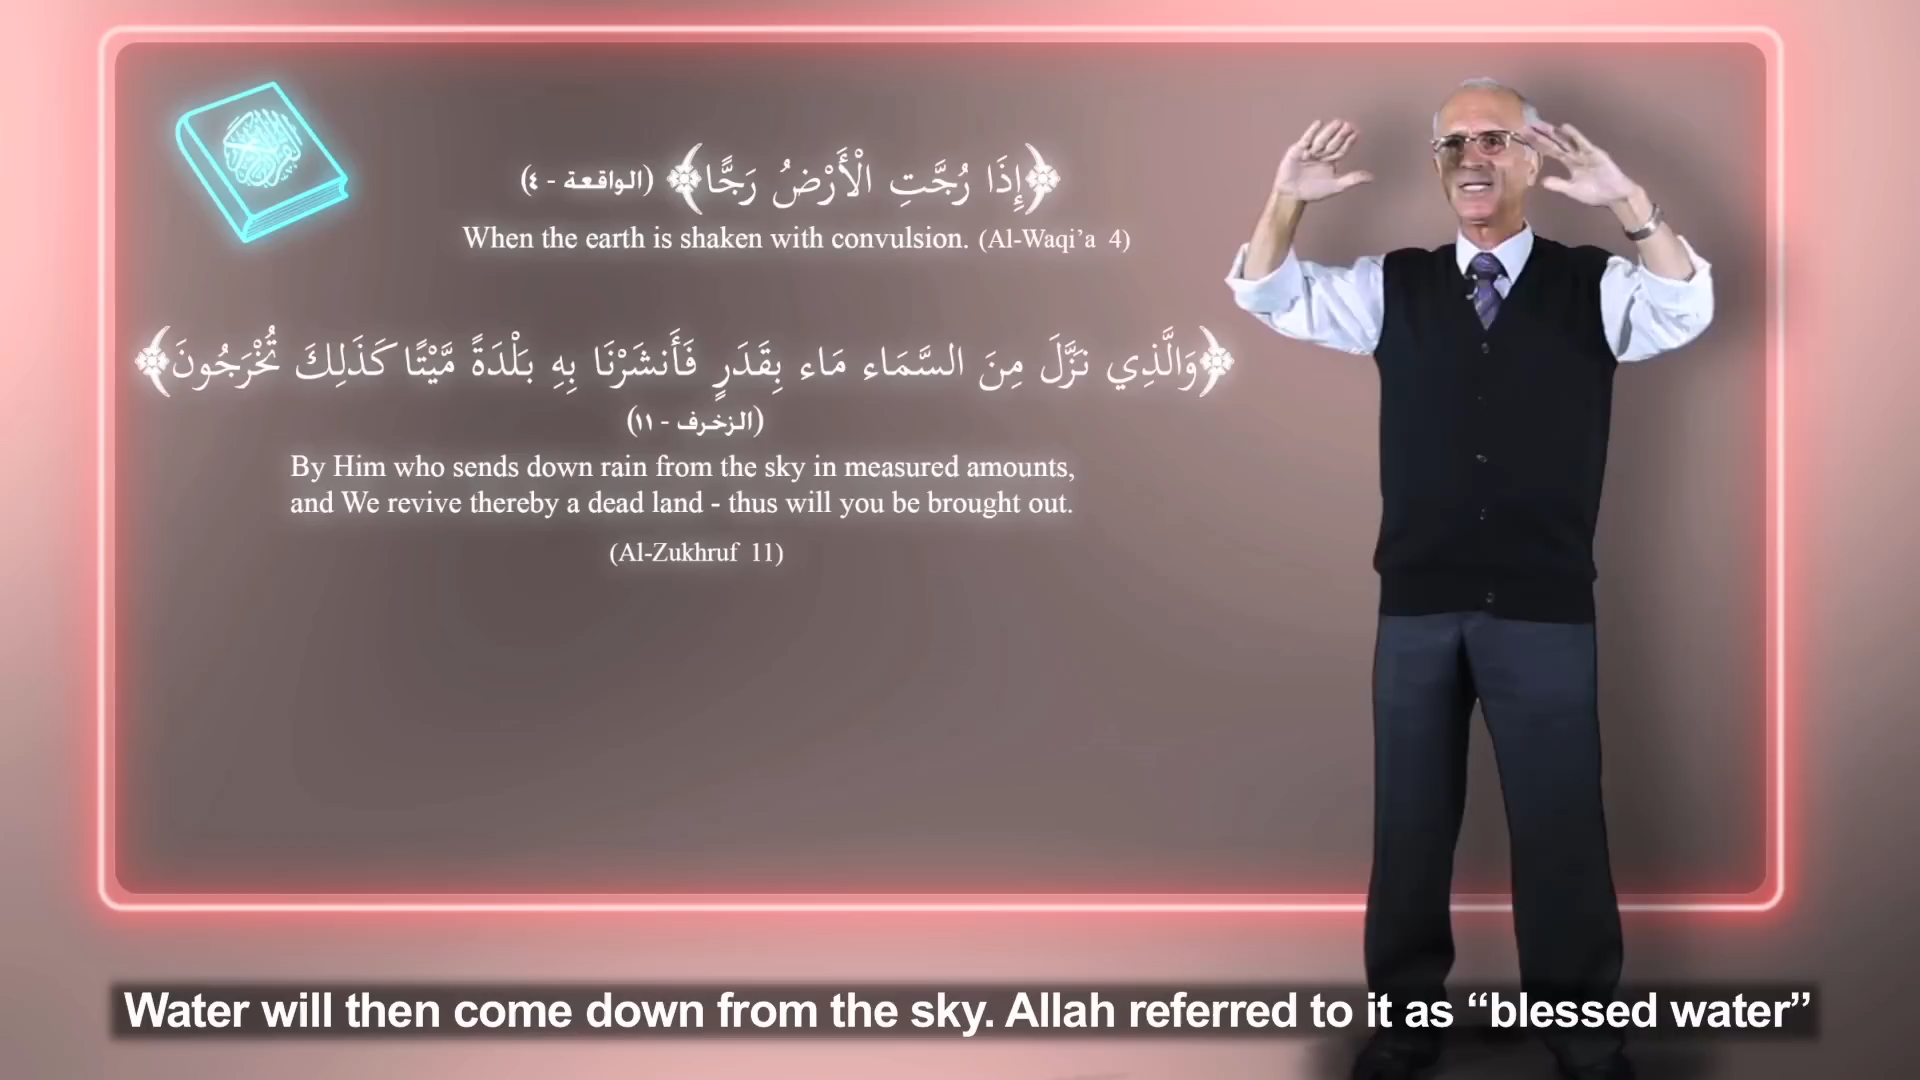 ﴿إِذَا رُجَّتِ الْأَرْضُ رَجًّا﴾ (الواقعة - ٤)
When the earth is shaken with convulsion. (Al-Waqi’a 4)
﴿وَالَّذِي نَزَّلَ مِنَ السَّمَاء مَاء بِقَدَرٍ فَأَنشَرْنَا بِهِ بَلْدَةً مَّيْتًا كَذَلِكَ تُخْرَجُونَ﴾
(الزخرف - ١١)
By Him who sends down rain from the sky in measured amounts,
and We revive thereby a dead land - thus will you be brought out.
(Al-Zukhruf 11)
Water will then come down from the sky. Allah referred to it as “blessed water”